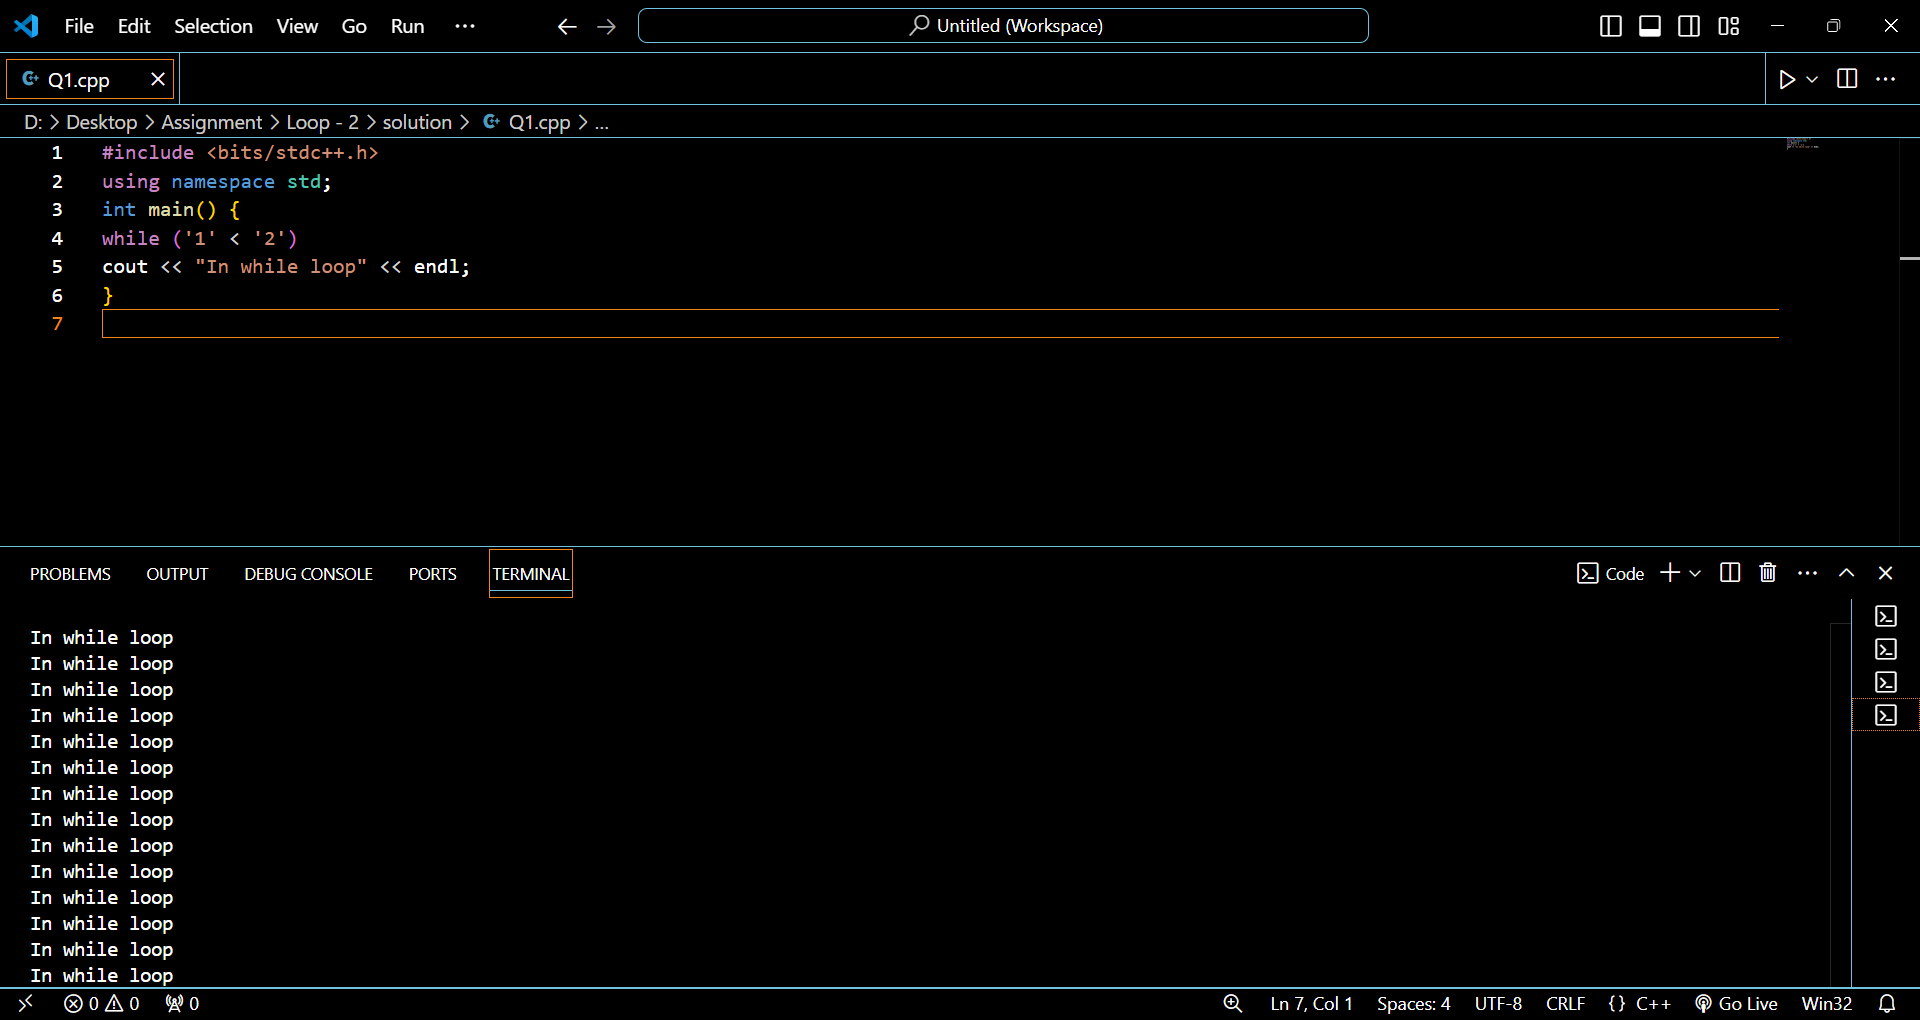 File Edit Selection View Go Run ... Untitled (Workspace)
Q1.cpp
D: > Desktop > Assignment > Loop - 2 > solution > Q1.cpp > ...
1 #include <bits/stdc++.h>
2 using namespace std;
3 int main() {
4 while ('1' < '2')
5 cout << "In while loop" << endl;
6 }
7
PROBLEMS OUTPUT DEBUG CONSOLE PORTS TERMINAL Code
In while loop
In while loop
In while loop
In while loop
In while loop
In while loop
In while loop
In while loop
In while loop
In while loop
In while loop
In while loop
In while loop
In while loop
0 0 0 Ln 7, Col 1 Spaces: 4 UTF-8 CRLF {} C++ Go Live Win32